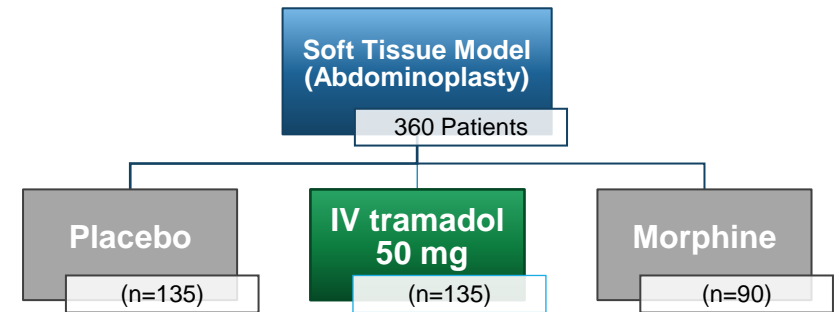 Soft Tissue Model
(Abdominoplasty)
360 Patients
Placebo
(n=135)
IV tramadol
50 mg
(n=135)
Morphine
(n=90)